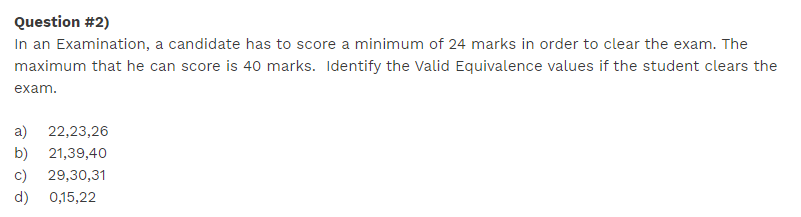 Question #2)
In an Examination, a candidate has to score a minimum of 24 marks in order to clear the exam. The
maximum that he can score is 40 marks.  Identify the Valid Equivalence values if the student clears the
exam.
a) 22,23,26
b) 21,39,40
c) 29,30,31
d) 0,15,22